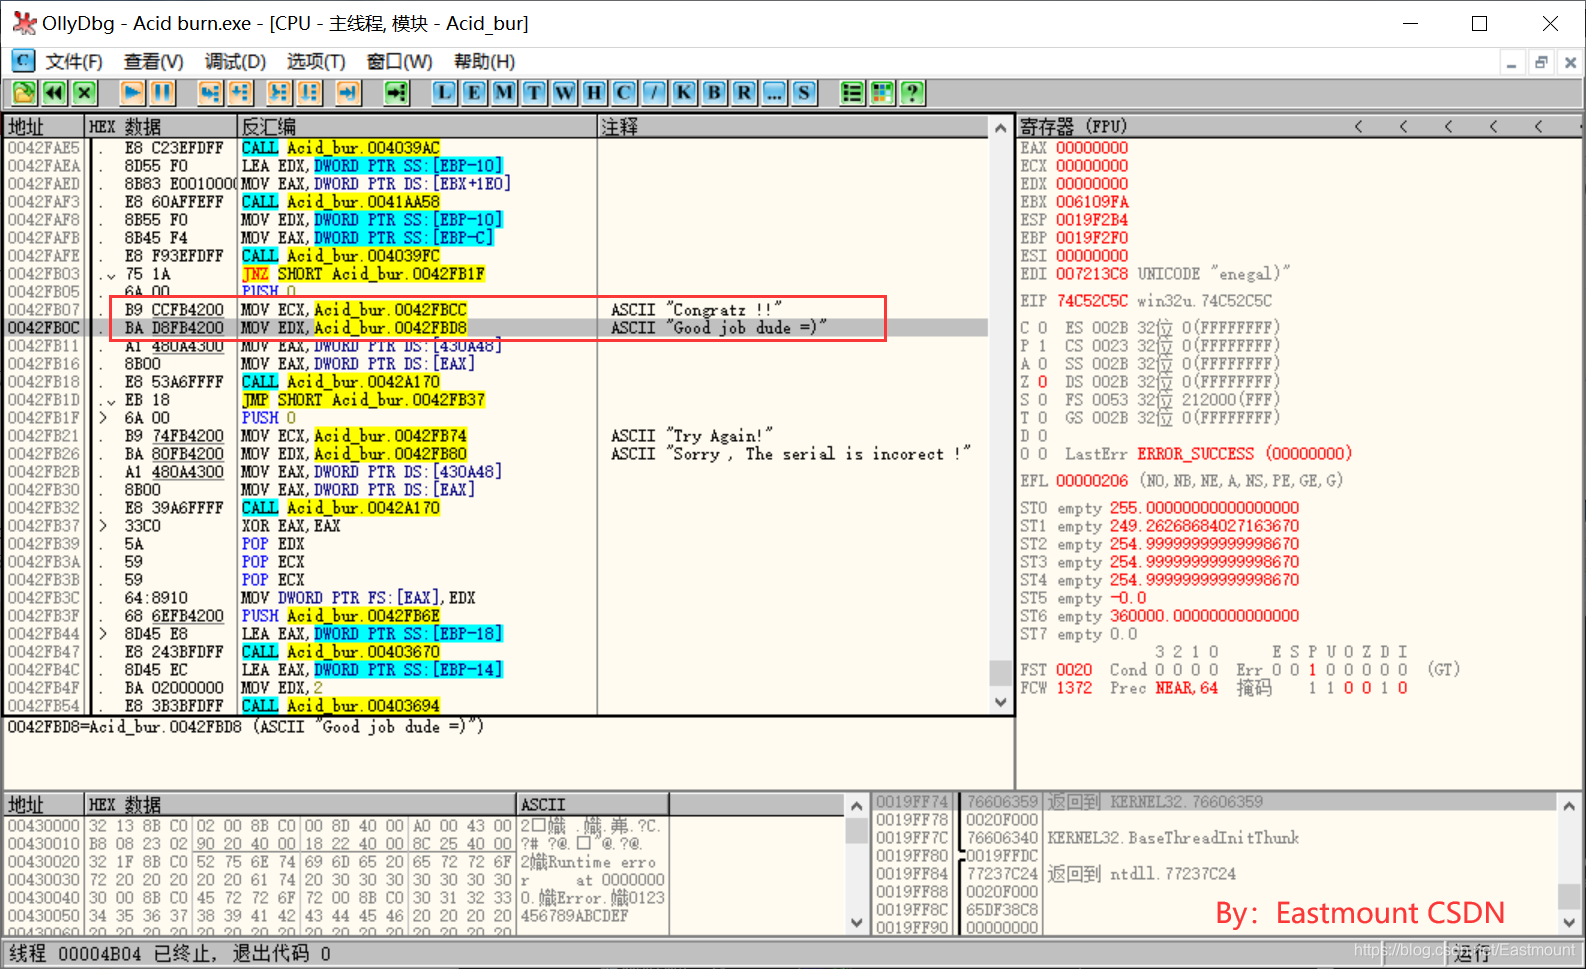 OllyDbg - Acid burn.exe - [CPU - 主线程, 模块 - Acid_bur]
文件(F) 查看(V) 调试(D) 选项(T) 窗口(W) 帮助(H)
L E M T W H C / K B R ... S ?
地址 HEX 数据 反汇编 注释
0042FAE5 . E8 C23EFDFF CALL Acid_bur.004039AC
0042FAEA . 8D55 F0 LEA EDX,DWORD PTR SS:[EBP-10]
0042FAED . 8B83 E0010000 MOV EAX,DWORD PTR DS:[EBX+1E0]
0042FAF3 . E8 60AFFEFF CALL Acid_bur.0041AA58
0042FAF8 . 8B55 F0 MOV EDX,DWORD PTR SS:[EBP-10]
0042FAFB . 8B45 F4 MOV EAX,DWORD PTR SS:[EBP-C]
0042FAFE . E8 F93EFDFF CALL Acid_bur.004039FC
0042FB03 .v 75 1A JNZ SHORT Acid_bur.0042FB1F
0042FB05 . 6A 00 PUSH 0
0042FB07 . B9 CCFB4200 MOV ECX,Acid_bur.0042FBCC ASCII "Congratz !!"
0042FB0C . BA D8FB4200 MOV EDX,Acid_bur.0042FBD8 ASCII "Good job dude =)"
0042FB11 . A1 480A4300 MOV EAX,DWORD PTR DS:[430A48]
0042FB16 . 8B00 MOV EAX,DWORD PTR DS:[EAX]
0042FB18 . E8 53A6FFFF CALL Acid_bur.0042A170
0042FB1D .v EB 18 JMP SHORT Acid_bur.0042FB37
0042FB1F > 6A 00 PUSH 0
0042FB21 . B9 74FB4200 MOV ECX,Acid_bur.0042FB74 ASCII "Try Again!"
0042FB26 . BA 80FB4200 MOV EDX,Acid_bur.0042FB80 ASCII "Sorry , The serial is incorect !"
0042FB2B . A1 480A4300 MOV EAX,DWORD PTR DS:[430A48]
0042FB30 . 8B00 MOV EAX,DWORD PTR DS:[EAX]
0042FB32 . E8 39A6FFFF CALL Acid_bur.0042A170
0042FB37 > 33C0 XOR EAX,EAX
0042FB39 . 5A POP EDX
0042FB3A . 59 POP ECX
0042FB3B . 59 POP ECX
0042FB3C . 64:8910 MOV DWORD PTR FS:[EAX],EDX
0042FB3F . 68 6EFB4200 PUSH Acid_bur.0042FB6E
0042FB44 > 8D45 E8 LEA EAX,DWORD PTR SS:[EBP-18]
0042FB47 . E8 243BFDFF CALL Acid_bur.00403670
0042FB4C . 8D45 EC LEA EAX,DWORD PTR SS:[EBP-14]
0042FB4F . BA 02000000 MOV EDX,2
0042FB54 . E8 3B3BFDFF CALL Acid_bur.00403694
0042FBD8=Acid_bur.0042FBD8 (ASCII "Good job dude =)")
寄存器 (FPU) < < < < <
EAX 00000000
ECX 00000000
EDX 00000000
EBX 006109FA
ESP 0019F2B4
EBP 0019F2F0
ESI 00000000
EDI 007213C8 UNICODE "enegal)"
EIP 74C52C5C win32u.74C52C5C
C 0 ES 002B 32位 0(FFFFFFFF)
P 1 CS 0023 32位 0(FFFFFFFF)
A 0 SS 002B 32位 0(FFFFFFFF)
Z 0 DS 002B 32位 0(FFFFFFFF)
S 0 FS 0053 32位 212000(FFF)
T 0 GS 002B 32位 0(FFFFFFFF)
D 0
O 0 LastErr ERROR_SUCCESS (00000000)
EFL 00000206 (NO,NB,NE,A,NS,PE,GE,G)
ST0 empty 255.00000000000000000
ST1 empty 249.26268684027163670
ST2 empty 254.99999999999998670
ST3 empty 254.99999999999998670
ST4 empty 254.99999999999998670
ST5 empty -0.0
ST6 empty 360000.00000000000000
ST7 empty 0.0
3 2 1 0 E S P U O Z D I
FST 0020 Cond 0 0 0 0 Err 0 0 1 0 0 0 0 0 (GT)
FCW 1372 Prec NEAR,64 掩码 1 1 0 0 1 0
地址 HEX 数据 ASCII
00430000 32 13 8B C0 02 00 8B C0 00 8D 40 00 A0 00 43 00
00430010 B8 08 23 02 90 20 40 00 18 22 40 00 8C 25 40 00
00430020 32 1F 8B C0 52 75 6E 74 69 6D 65 20 65 72 72 6F Runtime erro
00430030 72 20 20 20 20 20 61 74 20 30 30 30 30 30 30 30 r     at 0000000
00430040 30 00 8B C0 45 72 72 6F 72 00 8B C0 30 31 32 33 0.Error.0123
00430050 34 35 36 37 38 39 41 42 43 44 45 46 20 20 20 20 456789ABCDEF
00430060 20 20 20 20 20 20 20 20 20 20 20 20 20 20 20 20
0019FF74 76606359 返回到 KERNEL32.76606359
0019FF78 0020F000
0019FF7C 76606340 KERNEL32.BaseThreadInitThunk
0019FF80 0019FFDC
0019FF84 77237C24 返回到 ntdll.77237C24
0019FF88 0020F000
0019FF8C 65DF38C8
0019FF90 00000000
By：Eastmount CSDN
线程 00004B04 已终止, 退出代码 0
运行
https://blog.csdn.net/Eastmount